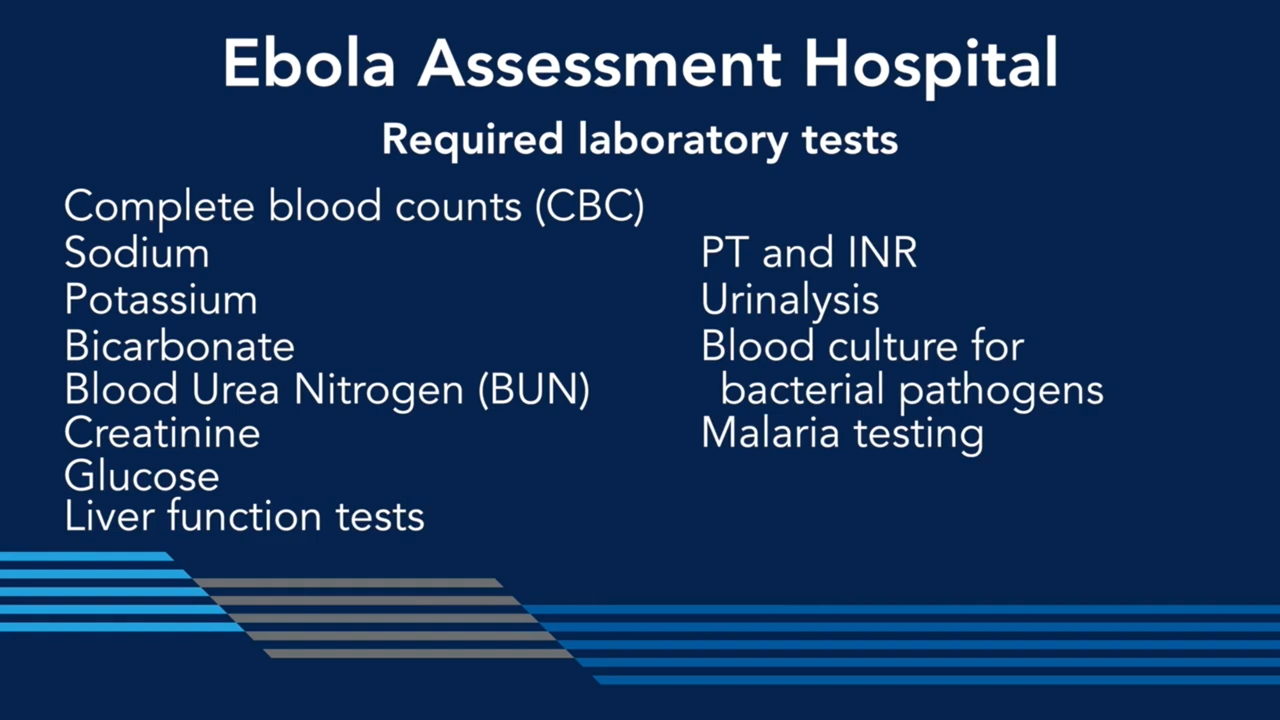 Ebola Assessment Hospital
Required laboratory tests
Complete blood counts (CBC)
Sodium
Potassium
Bicarbonate
Blood Urea Nitrogen (BUN)
Creatinine
Glucose
Liver function tests
PT and INR
Urinalysis
Blood culture for
bacterial pathogens
Malaria testing